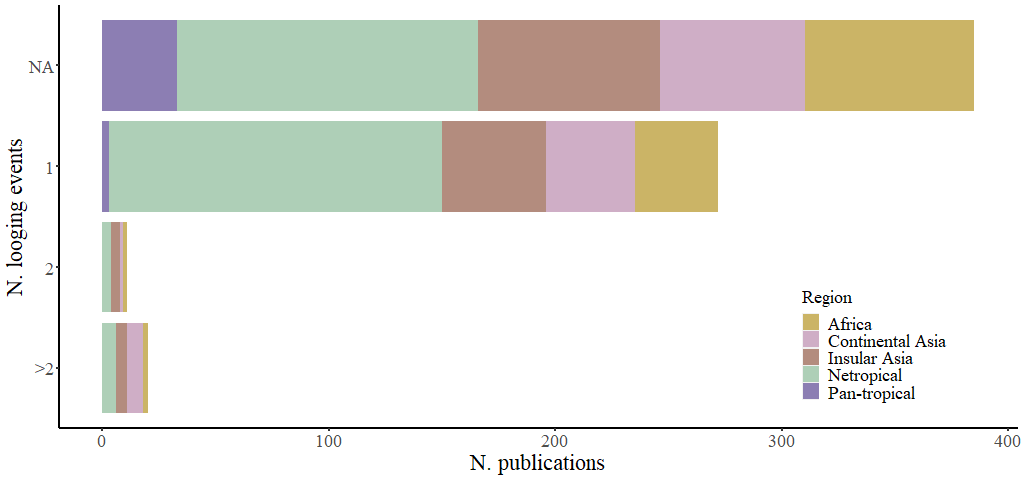 N. looging events
NA
1
2
>2
Region
Africa
Continental Asia
Insular Asia
Netropical
Pan-tropical
0 100 200 300 400
N. publications